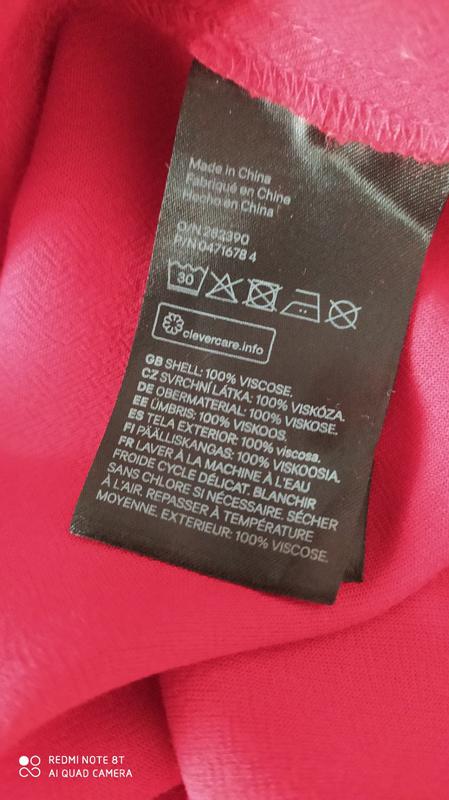 Made in China
Fabriqué en Chine
Hecho en China
O/N 282390
P/N 0471678 4
30
clevercare.info
GB SHELL: 100% VISCOSE.
CZ SVRCHNÍ LÁTKA: 100% VISKÓZA.
DE OBERMATERIAL: 100% VISKOSE.
EE ÜMBRIS: 100% VISKOOS.
ES TELA EXTERIOR: 100% viscosa.
FI PÄÄLLISKANGAS: 100% VISKOOSIA.
FR LAVER À LA MACHINE À L'EAU
FROIDE CYCLE DÉLICAT. BLANCHIR
SANS CHLORE SI NÉCESSAIRE. SÉCHER
À L'AIR. REPASSER À TEMPÉRATURE
MOYENNE. EXTERIEUR: 100% VISCOSE.
REDMI NOTE 8T
AI QUAD CAMERA